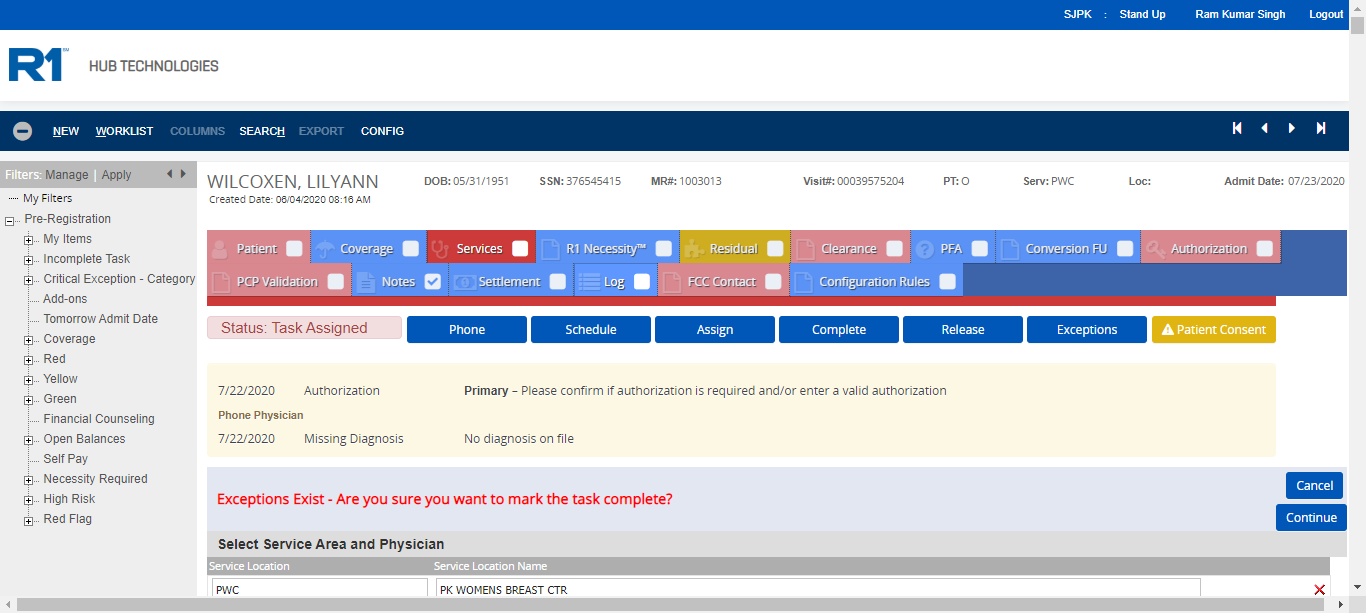 SJPK : Stand Up Ram Kumar Singh Logout
R1™ HUB TECHNOLOGIES
NEW WORKLIST COLUMNS SEARCH EXPORT CONFIG
Filters: Manage | Apply
My Filters
Pre-Registration
My Items
Incomplete Task
Critical Exception - Category
Add-ons
Tomorrow Admit Date
Coverage
Red
Yellow
Green
Financial Counseling
Open Balances
Self Pay
Necessity Required
High Risk
Red Flag
WILCOXEN, LILYANN DOB: 05/31/1951 SSN: 376545415 MR#: 1003013 Visit#: 00039575204 PT: O Serv: PWC Loc: Admit Date: 07/23/2020
Created Date: 06/04/2020 08:16 AM
Patient Coverage Services R1 Necessity™ Residual Clearance PFA Conversion FU Authorization
PCP Validation Notes Settlement Log FCC Contact Configuration Rules
Status: Task Assigned Phone Schedule Assign Complete Release Exceptions Patient Consent
7/22/2020 Authorization Primary – Please confirm if authorization is required and/or enter a valid authorization
Phone Physician
7/22/2020 Missing Diagnosis No diagnosis on file
Cancel
Exceptions Exist - Are you sure you want to mark the task complete?
Continue
Select Service Area and Physician
Service Location Service Location Name
PWC PK WOMENS BREAST CTR